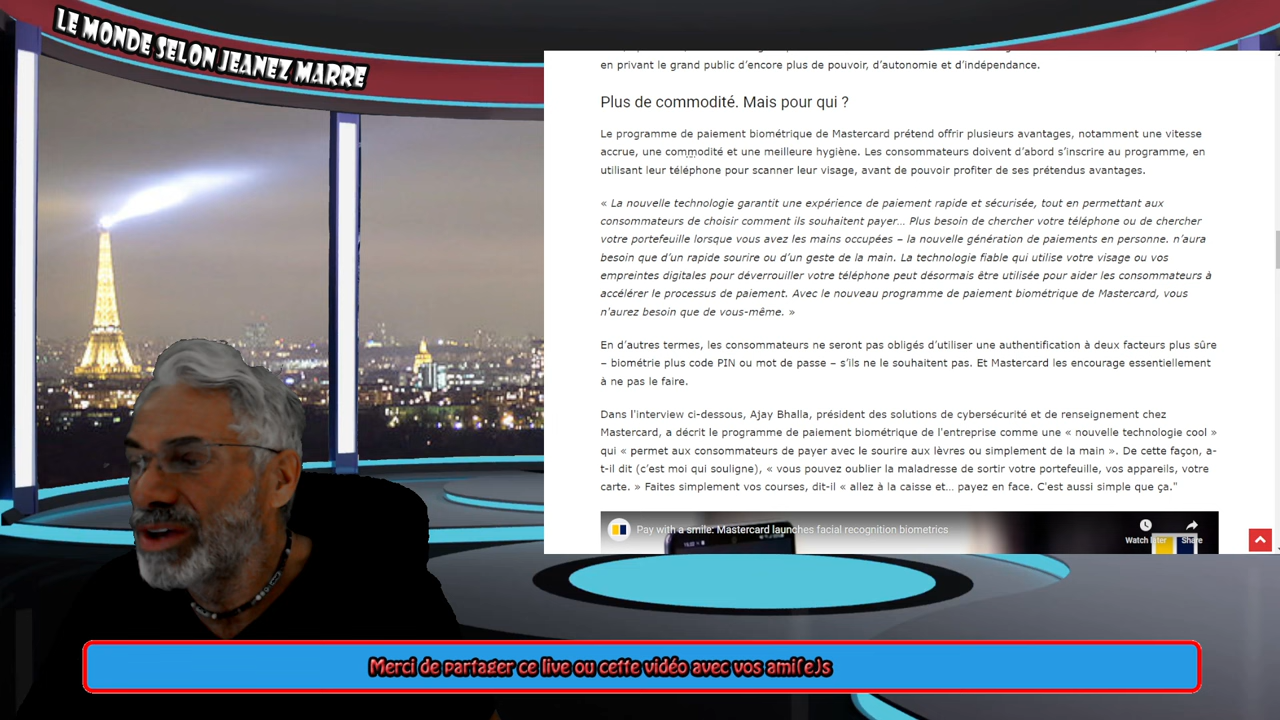 LE MONDE SELON JEANEZ MARRE
en privant le grand public d’encore plus de pouvoir, d’autonomie et d’indépendance.
Plus de commodité. Mais pour qui ?
Le programme de paiement biométrique de Mastercard prétend offrir plusieurs avantages, notamment une vitesse
accrue, une commodité et une meilleure hygiène. Les consommateurs doivent d’abord s’inscrire au programme, en
utilisant leur téléphone pour scanner leur visage, avant de pouvoir profiter de ses prétendus avantages.
« La nouvelle technologie garantit une expérience de paiement rapide et sécurisée, tout en permettant aux
consommateurs de choisir comment ils souhaitent payer… Plus besoin de chercher votre téléphone ou de chercher
votre portefeuille lorsque vous avez les mains occupées – la nouvelle génération de paiements en personne. n’aura
besoin que d’un rapide sourire ou d’un geste de la main. La technologie fiable qui utilise votre visage ou vos
empreintes digitales pour déverrouiller votre téléphone peut désormais être utilisée pour aider les consommateurs à
accélérer le processus de paiement. Avec le nouveau programme de paiement biométrique de Mastercard, vous
n'aurez besoin que de vous-même. »
En d’autres termes, les consommateurs ne seront pas obligés d’utiliser une authentification à deux facteurs plus sûre
– biométrie plus code PIN ou mot de passe – s’ils ne le souhaitent pas. Et Mastercard les encourage essentiellement
à ne pas le faire.
Dans l'interview ci-dessous, Ajay Bhalla, président des solutions de cybersécurité et de renseignement chez
Mastercard, a décrit le programme de paiement biométrique de l'entreprise comme une « nouvelle technologie cool »
qui « permet aux consommateurs de payer avec le sourire aux lèvres ou simplement de la main ». De cette façon, a-
t-il dit (c’est moi qui souligne), « vous pouvez oublier la maladresse de sortir votre portefeuille, vos appareils, votre
carte. » Faites simplement vos courses, dit-il « allez à la caisse et… payez en face. C'est aussi simple que ça."
Pay with a smile: Mastercard launches facial recognition biometrics
Watch later
Share
Merci de partager ce live ou cette vidéo avec vos ami(e)s